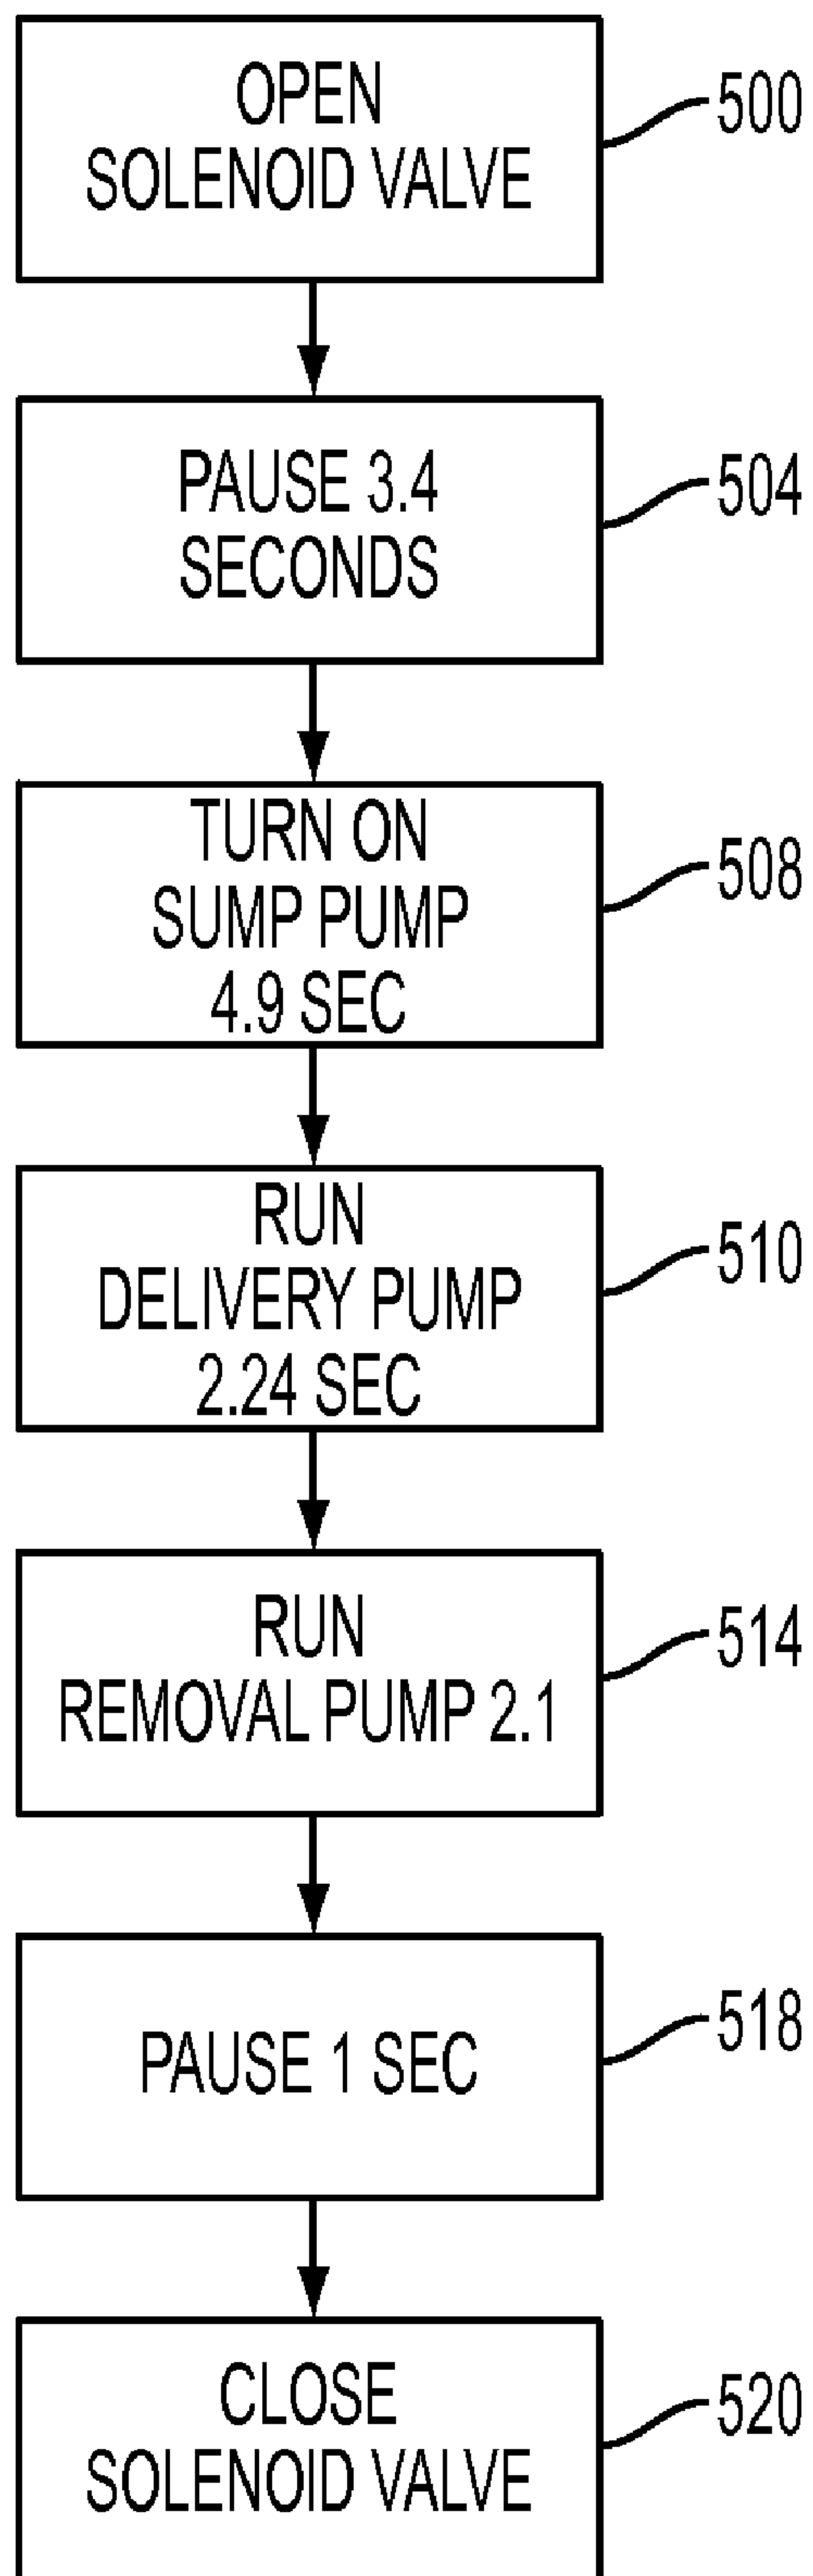 OPEN
SOLENOID VALVE
500
PAUSE 3.4
SECONDS
504
TURN ON
SUMP PUMP
4.9 SEC
508
RUN
DELIVERY PUMP
2.24 SEC
510
RUN
REMOVAL PUMP 2.1
514
PAUSE 1 SEC
518
CLOSE
SOLENOID VALVE
520